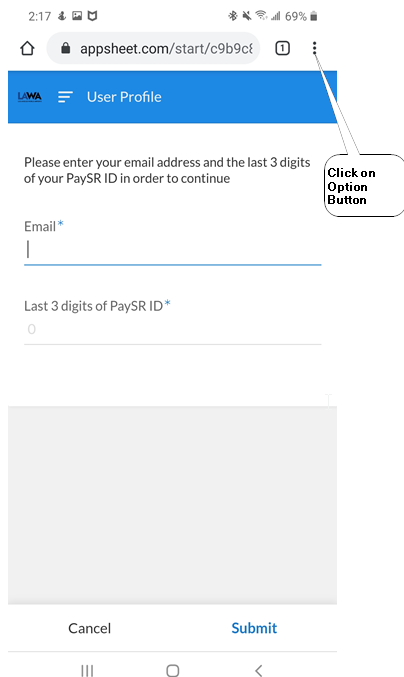 2:17
69%
appsheet.com/start/c9b9c8
1
LAWA
User Profile
Please enter your email address and the last 3 digits
of your PaySR ID in order to continue
Click on
Option
Button
Email*
Last 3 digits of PaySR ID*
0
Cancel
Submit